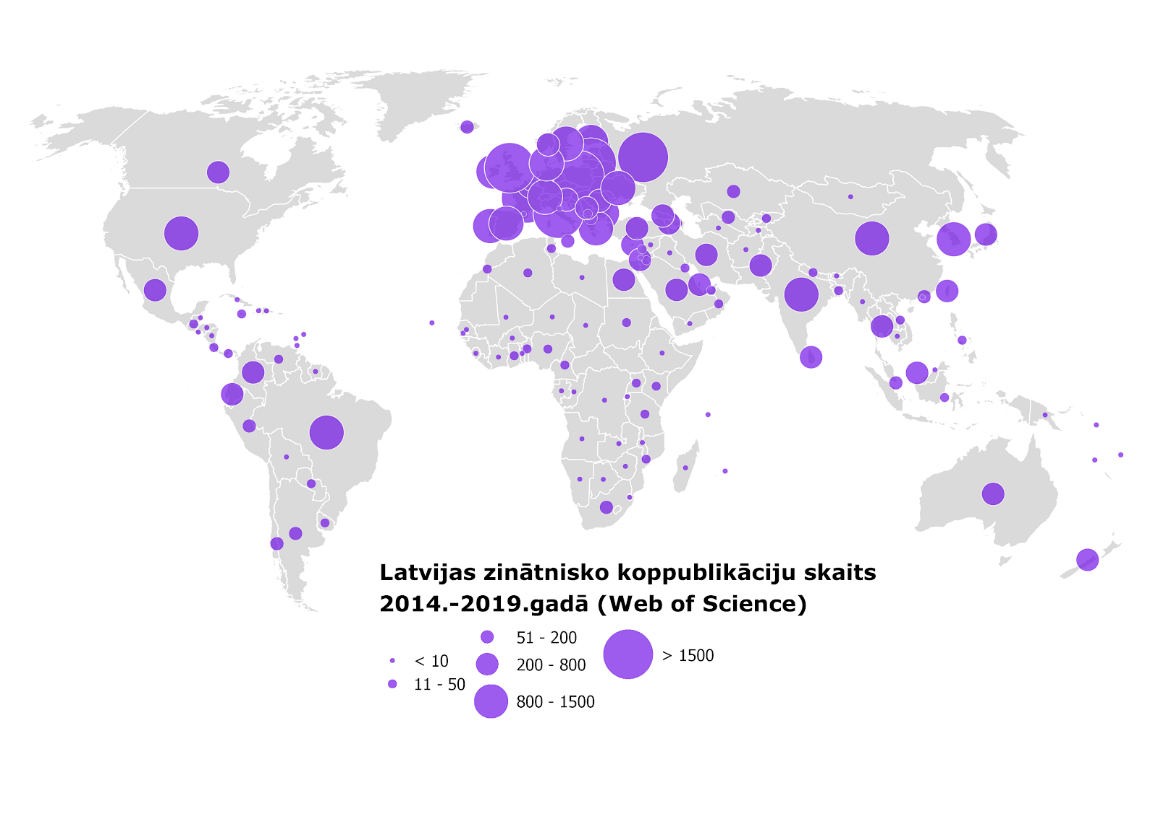 Latvijas zinātnisko koppublikāciju skaits
2014.-2019.gadā (Web of Science)
< 10
11 - 50
51 - 200
200 - 800
800 - 1500
> 1500